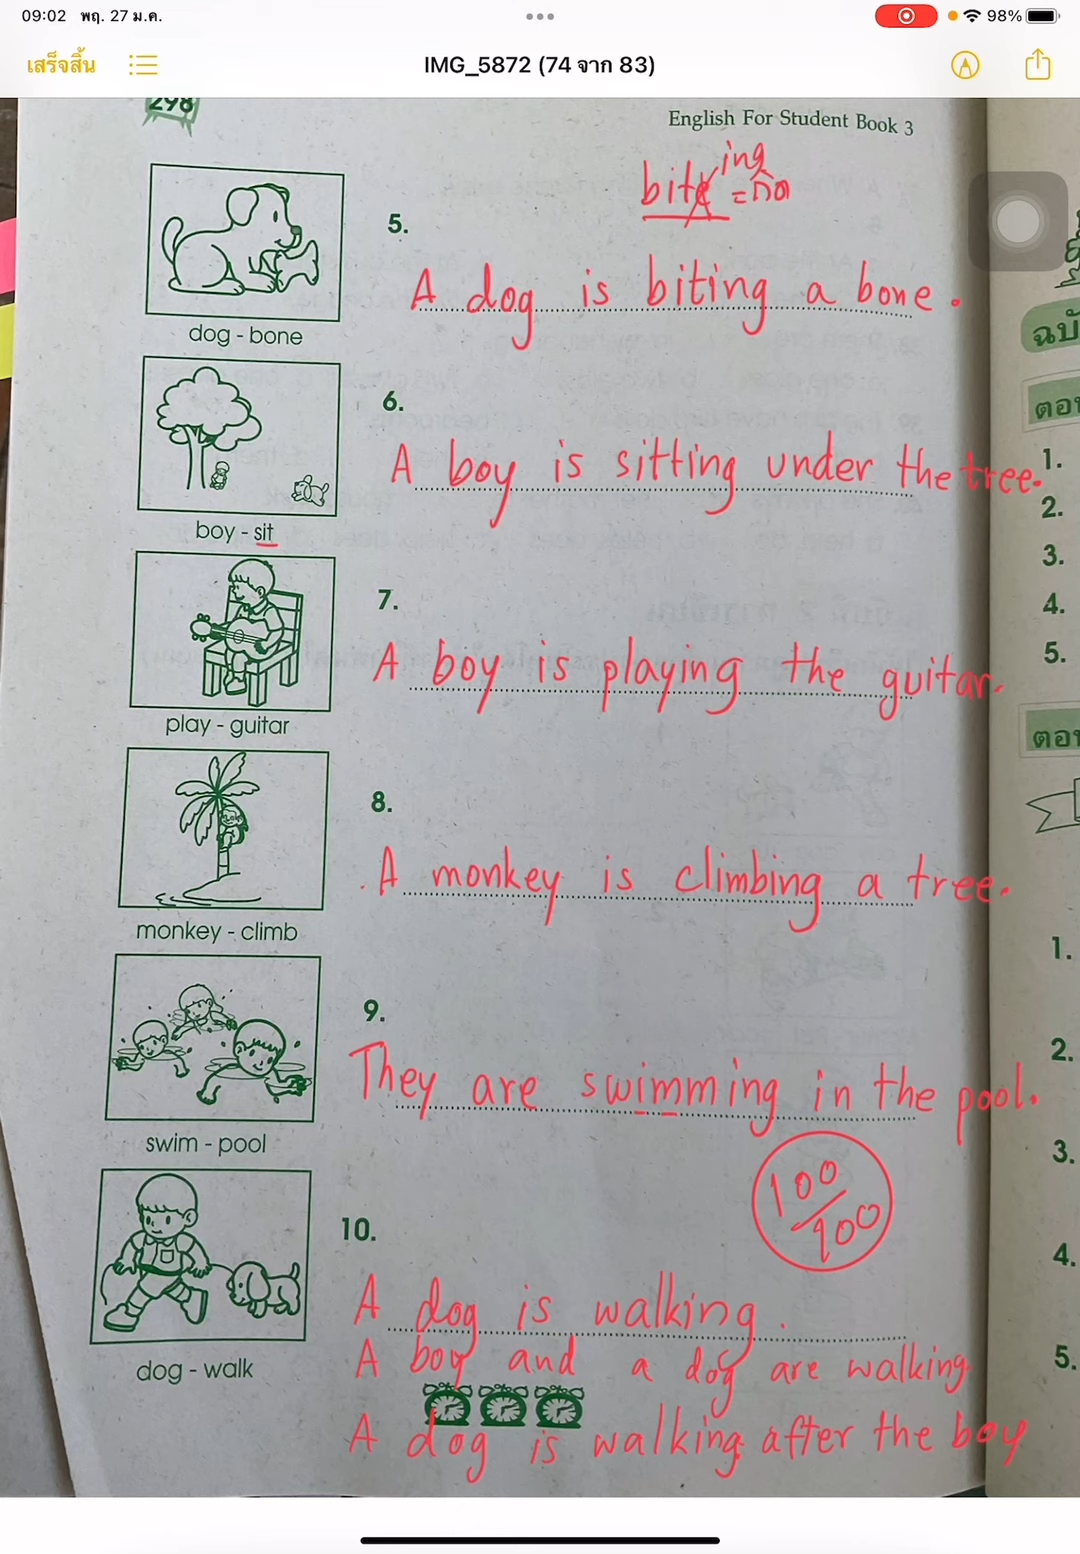 09:02 พฤ. 27 ม.ค.
98%
เสร็จสิ้น
IMG_5872 (74 จาก 83)
298
English For Student Book 3
bite ing
=กัด
5.
A dog is biting a bone.
dog - bone
6.
A boy is sitting under the tree.
boy - sit
7.
A boy is playing the guitar.
play - guitar
8.
A monkey is climbing a tree.
monkey - climb
9.
They are swimming in the pool.
swim - pool
100/100
10.
A dog is walking.
A boy and a dog are walking
dog - walk
A dog is walking after the boy
ฉบั
ตอ
1.
2.
3.
4.
5.
ตอ
1.
2.
3.
4.
5.